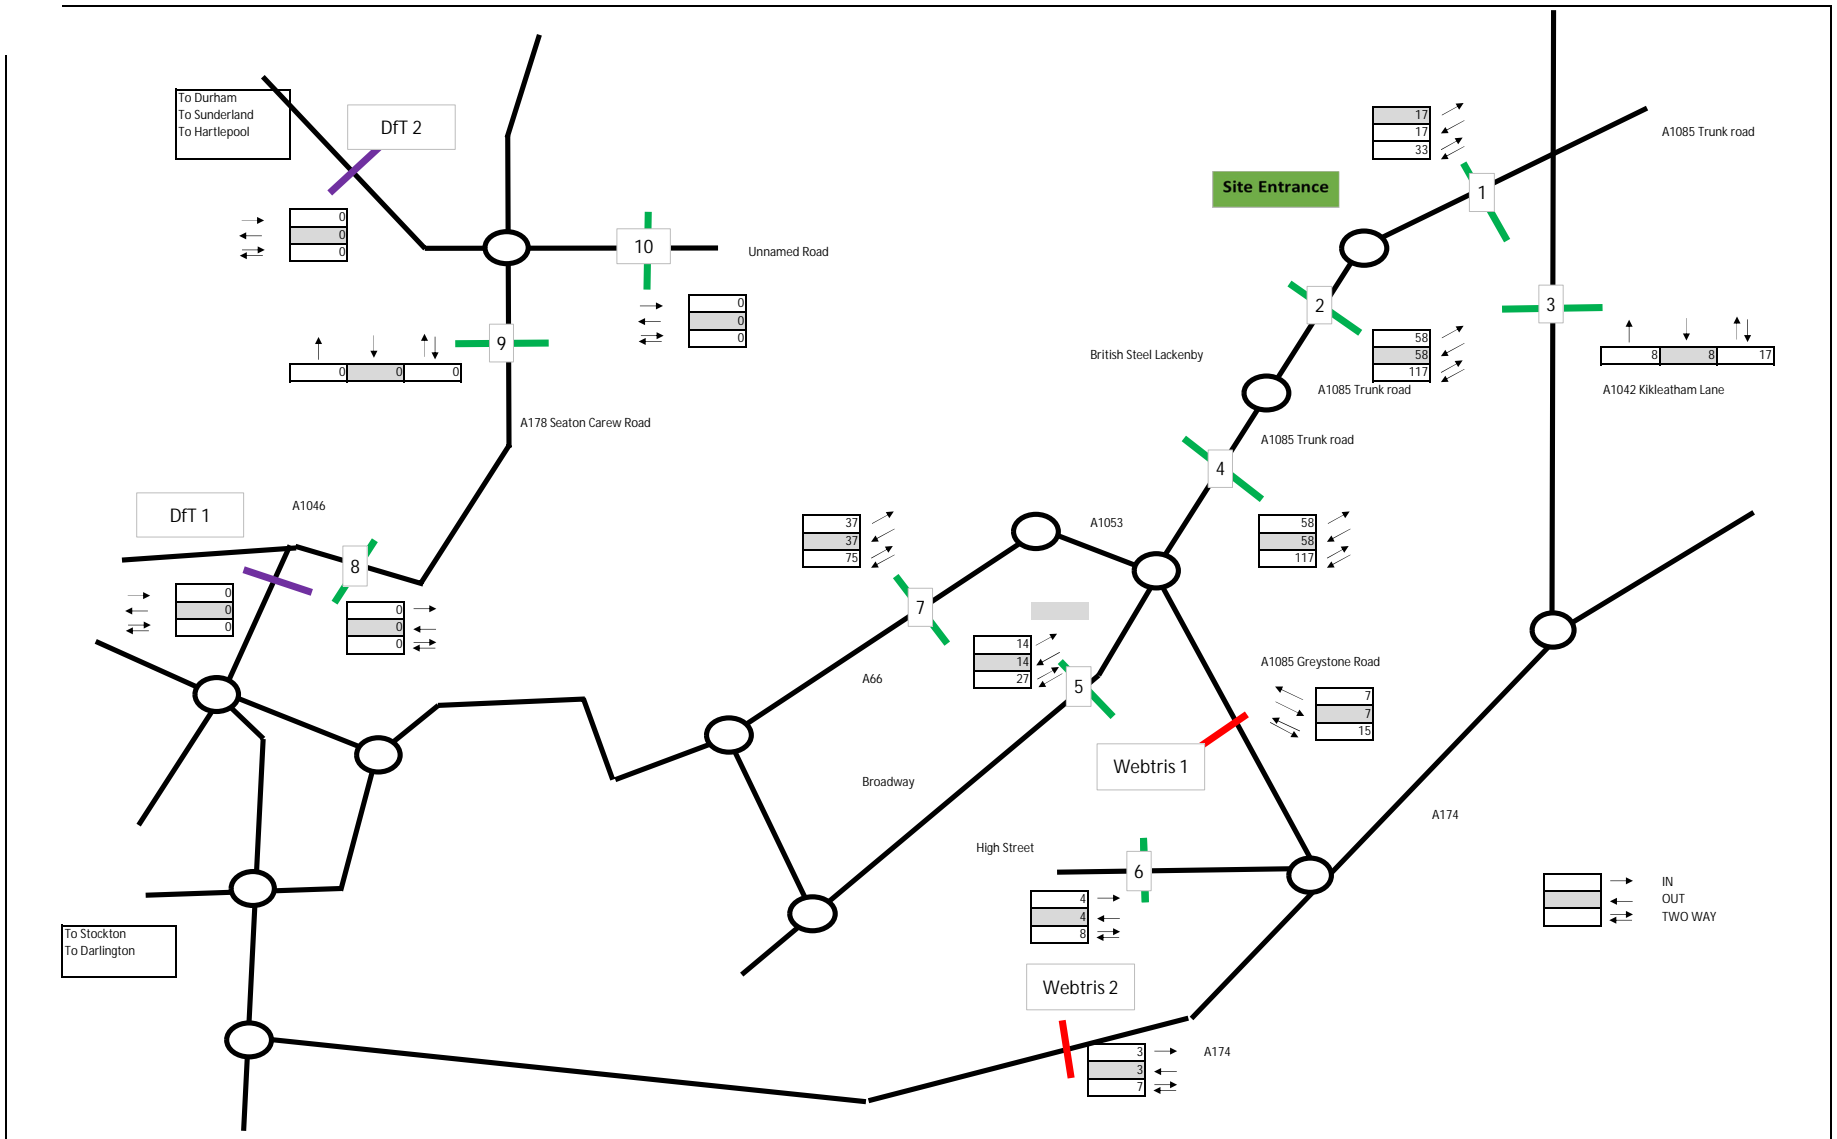 To Durham
To Sunderland
To Hartlepool
DfT 2
17
17
33
A1085 Trunk road
Site Entrance
1
0
0
0
10
Unnamed Road
2
3
0
0
0
9
0 0 0
58
58
117
British Steel Lackenby
8 8 17
A1085 Trunk road
A1042 Kikleatham Lane
A178 Seaton Carew Road
A1085 Trunk road
4
DfT 1
A1046
37
37
75
A1053
58
58
117
8
0
0
0
0
0
0
7
14
14
27
5
A66
A1085 Greystone Road
7
7
15
Webtris 1
Broadway
A174
High Street
6
4
4
8
IN
OUT
TWO WAY
To Stockton
To Darlington
Webtris 2
3
3
7
A174